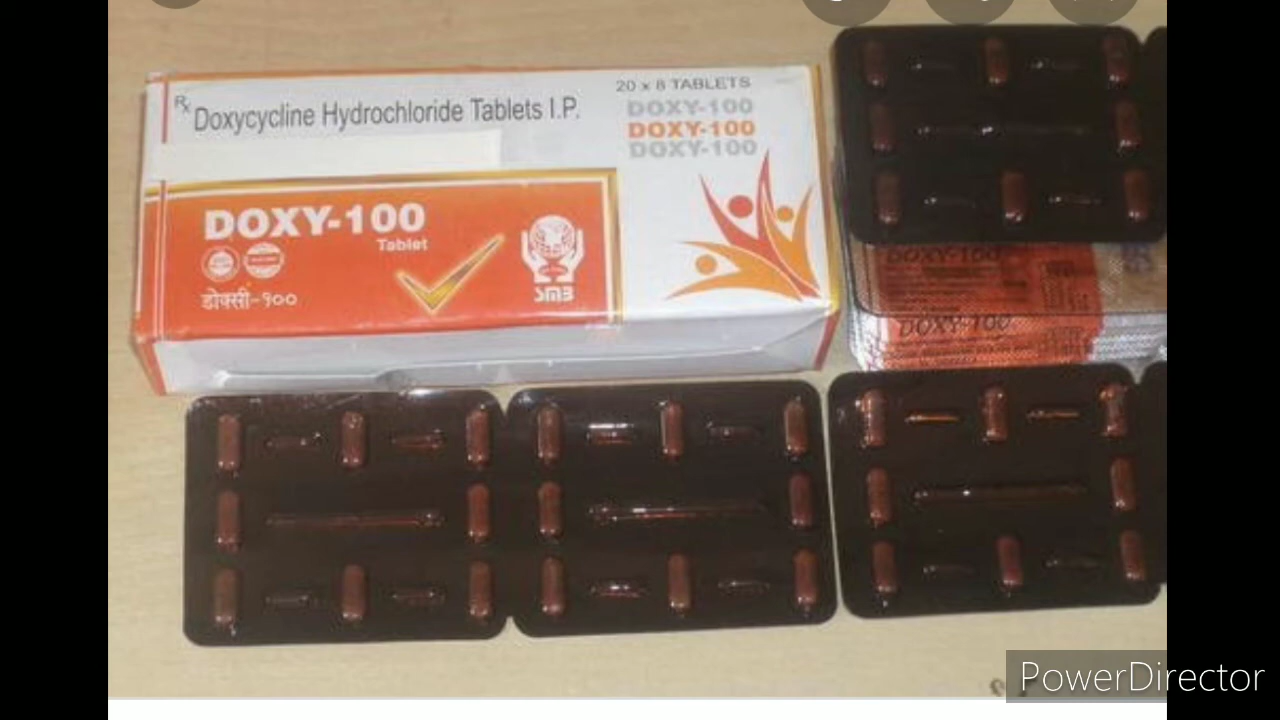 Rx Doxycycline Hydrochloride Tablets I.P.
20 x 8 TABLETS
DOXY-100
DOXY-100
DOXY-100
DOXY-100
Tablet
डोक्सी-१००
SMB
DOXY-100
DOXY-100
PowerDirector